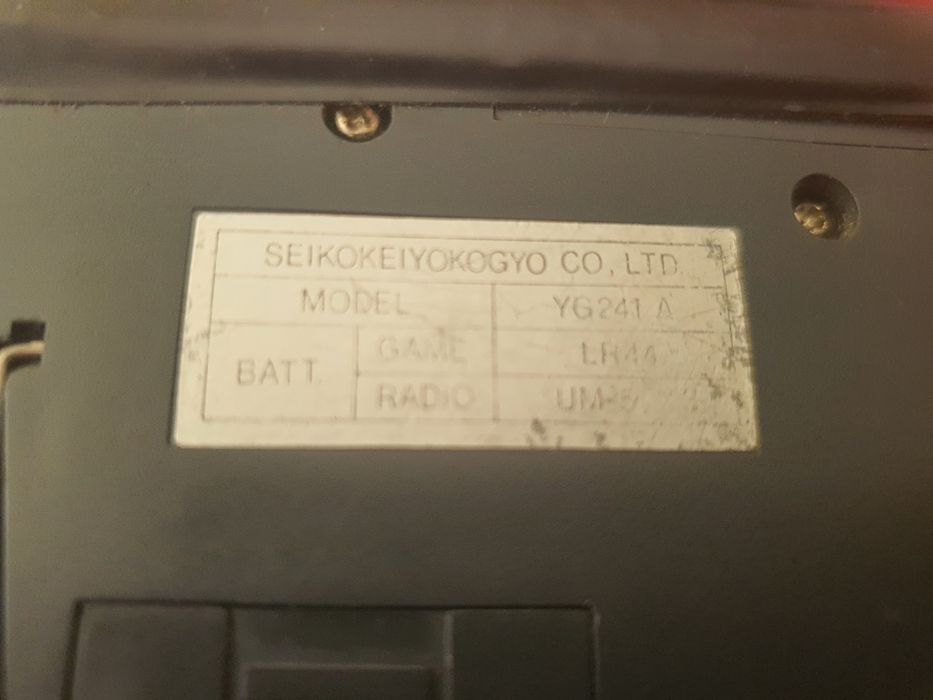 SEIKOKEIYOKOGYO CO, LTD.
MODEL YG241 A
BATT. GAME LR44
RADIO